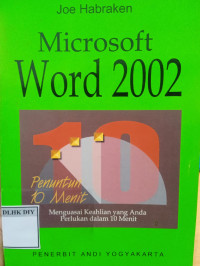 Joe Habraken
Microsoft
Word 2002
10
Penuntun
10 Menit
Menguasai Keahlian yang Anda
Perlukan dalam 10 Menit
DLHK DIY
PENERBIT ANDI YOGYAKARTA